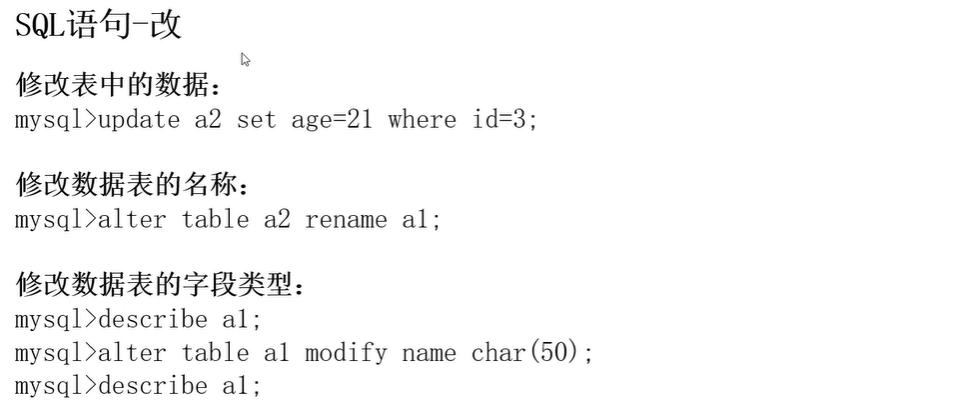 SQL语句-改
修改表中的数据：
mysql>update a2 set age=21 where id=3;
修改数据表的名称：
mysql>alter table a2 rename a1;
修改数据表的字段类型：
mysql>describe a1;
mysql>alter table a1 modify name char(50);
mysql>describe a1;